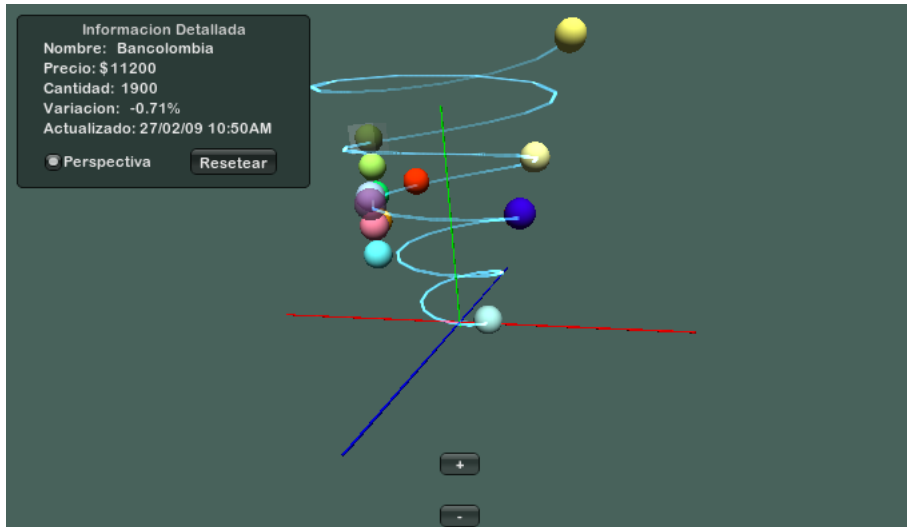 Informacion Detallada
Nombre: Bancolombia
Precio: $11200
Cantidad: 1900
Variacion: -0.71%
Actualizado: 27/02/09 10:50AM
Perspectiva Resetear
+
-